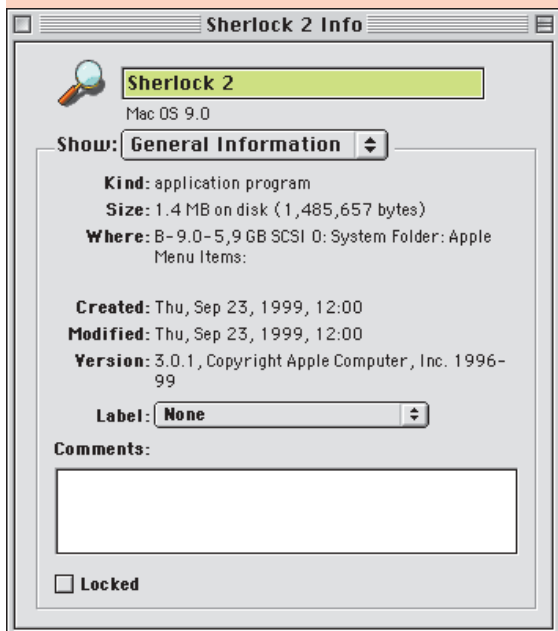 Sherlock 2 Info
Sherlock 2
Mac OS 9.0
Show: General Information
Kind: application program
Size: 1.4 MB on disk (1,485,657 bytes)
Where: B-9.0-5,9 GB SCSI 0: System Folder: Apple
Menu Items:
Created: Thu, Sep 23, 1999, 12:00
Modified: Thu, Sep 23, 1999, 12:00
Version: 3.0.1, Copyright Apple Computer, Inc. 1996-
99
Label: None
Comments:
Locked